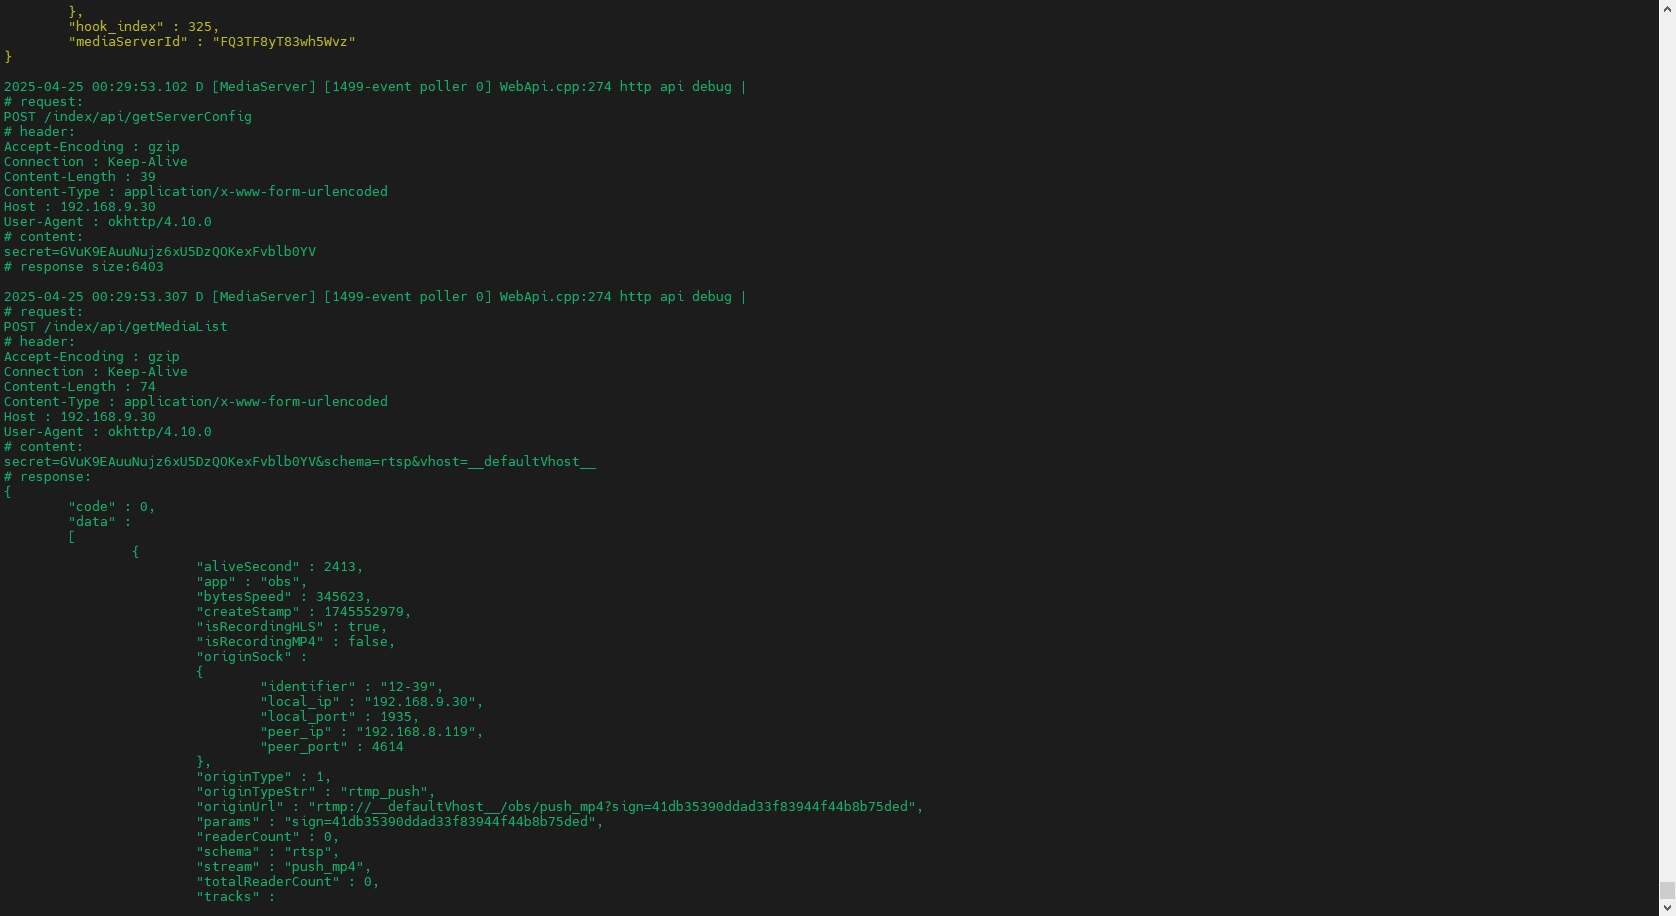 },
"hook_index" : 325,
"mediaServerId" : "FQ3TF8yT83wh5Wvz"
}
2025-04-25 00:29:53.102 D [MediaServer] [1499-event poller 0] WebApi.cpp:274 http api debug |
# request:
POST /index/api/getServerConfig
# header:
Accept-Encoding : gzip
Connection : Keep-Alive
Content-Length : 39
Content-Type : application/x-www-form-urlencoded
Host : 192.168.9.30
User-Agent : okhttp/4.10.0
# content:
secret=GVuK9EAuuNujz6xU5DzQOKexFvblb0YV
# response size:6403
2025-04-25 00:29:53.307 D [MediaServer] [1499-event poller 0] WebApi.cpp:274 http api debug |
# request:
POST /index/api/getMediaList
# header:
Accept-Encoding : gzip
Connection : Keep-Alive
Content-Length : 74
Content-Type : application/x-www-form-urlencoded
Host : 192.168.9.30
User-Agent : okhttp/4.10.0
# content:
secret=GVuK9EAuuNujz6xU5DzQOKexFvblb0YV&schema=rtsp&vhost=__defaultVhost__
# response:
{
"code" : 0,
"data" :
[
{
"aliveSecond" : 2413,
"app" : "obs",
"bytesSpeed" : 345623,
"createStamp" : 1745552979,
"isRecordingHLS" : true,
"isRecordingMP4" : false,
"originSock" :
{
"identifier" : "12-39",
"local_ip" : "192.168.9.30",
"local_port" : 1935,
"peer_ip" : "192.168.8.119",
"peer_port" : 4614
},
"originType" : 1,
"originTypeStr" : "rtmp_push",
"originUrl" : "rtmp://__defaultVhost__/obs/push_mp4?sign=41db35390ddad33f83944f44b8b75ded",
"params" : "sign=41db35390ddad33f83944f44b8b75ded",
"readerCount" : 0,
"schema" : "rtsp",
"stream" : "push_mp4",
"totalReaderCount" : 0,
"tracks" :